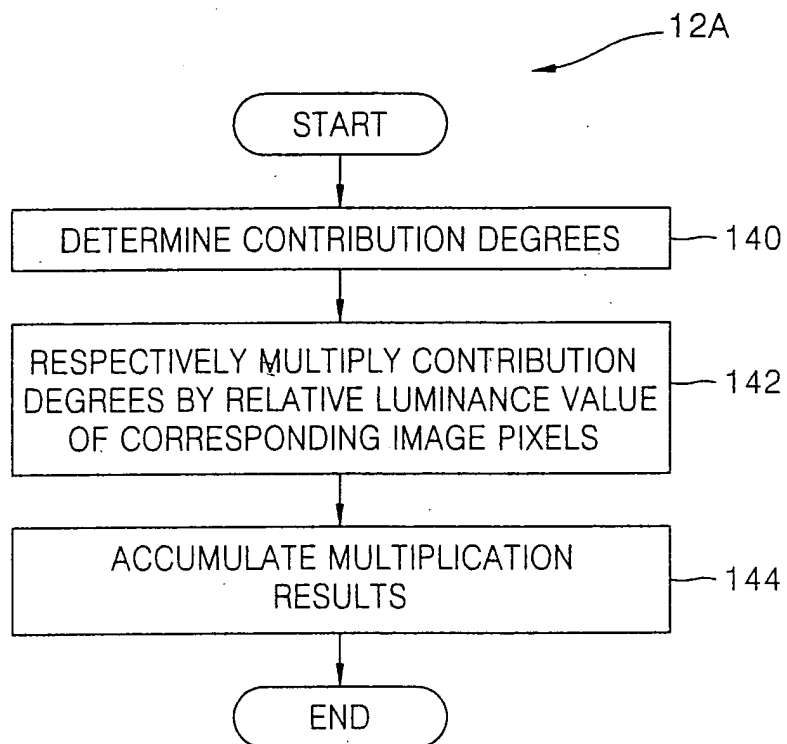 12A
START
DETERMINE CONTRIBUTION DEGREES
140
RESPECTIVELY MULTIPLY CONTRIBUTION
DEGREES BY RELATIVE LUMINANCE VALUE
OF CORRESPONDING IMAGE PIXELS
142
ACCUMULATE MULTIPLICATION
RESULTS
144
END